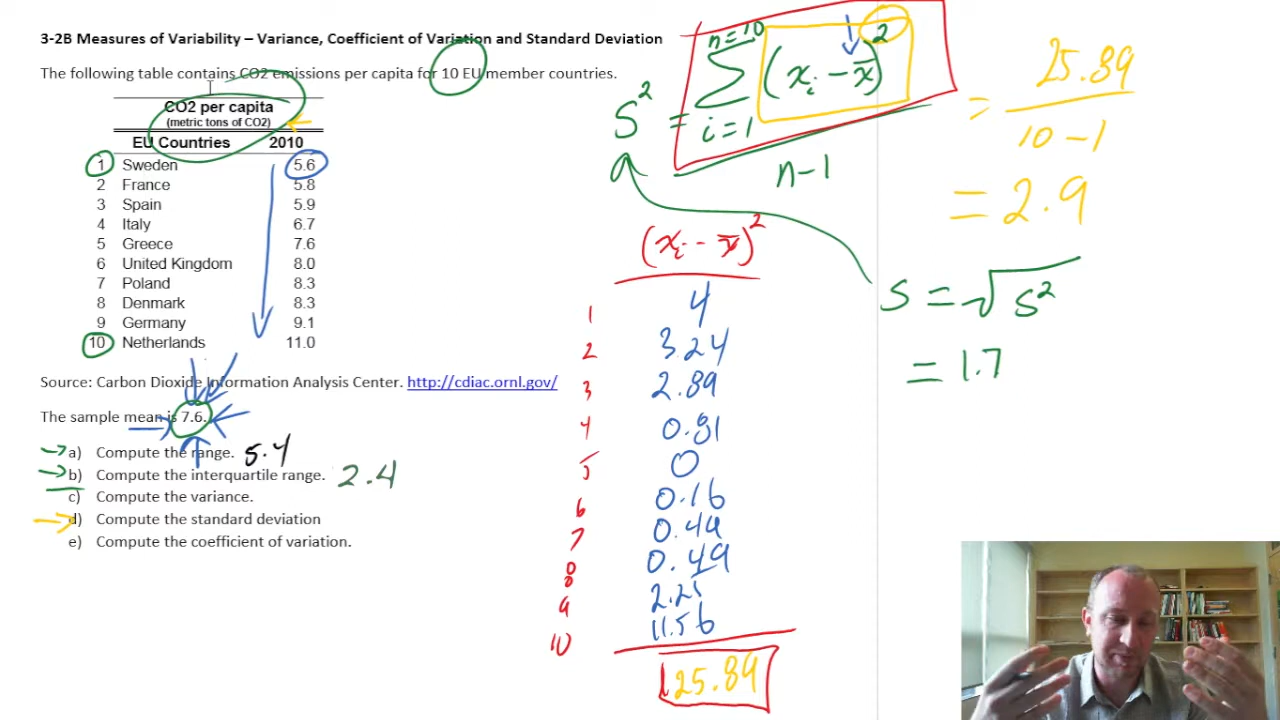 3-2B Measures of Variability – Variance, Coefficient of Variation and Standard Deviation
The following table contains CO2 emissions per capita for 10 EU member countries.
CO2 per capita
(metric tons of CO2)
EU Countries 2010
1 Sweden 5.6
2 France 5.8
3 Spain 5.9
4 Italy 6.7
5 Greece 7.6
6 United Kingdom 8.0
7 Poland 8.3
8 Denmark 8.3
9 Germany 9.1
10 Netherlands 11.0
Source: Carbon Dioxide Information Analysis Center. http://cdiac.ornl.gov/
The sample mean is 7.6.
a) Compute the range. 5.4
b) Compute the interquartile range. 2.4
c) Compute the variance.
d) Compute the standard deviation
e) Compute the coefficient of variation.
n=10
S² = Σ (xᵢ – x̄)²
i=1
n-1
(xᵢ – x̄)²
1 4
2 3.24
3 2.89
4 0.81
5 0
6 0.16
7 0.49
8 0.49
9 2.25
10 11.56
25.89
= 25.89
10-1
= 2.9
S = √S²
= 1.7